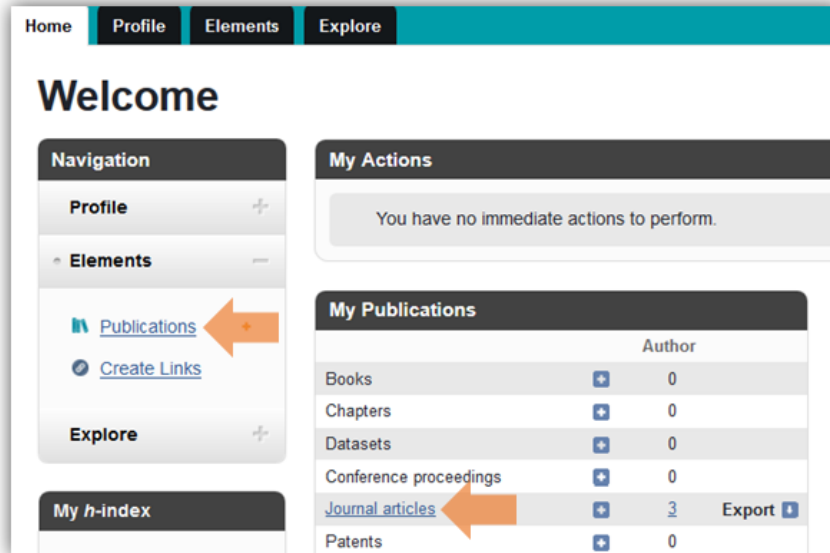 Home Profile Elements Explore
Welcome
Navigation
Profile
Elements
Publications
Create Links
Explore
My h-index
My Actions
You have no immediate actions to perform.
My Publications
Author
Books 0
Chapters 0
Datasets 0
Conference proceedings 0
Journal articles 3 Export
Patents 0